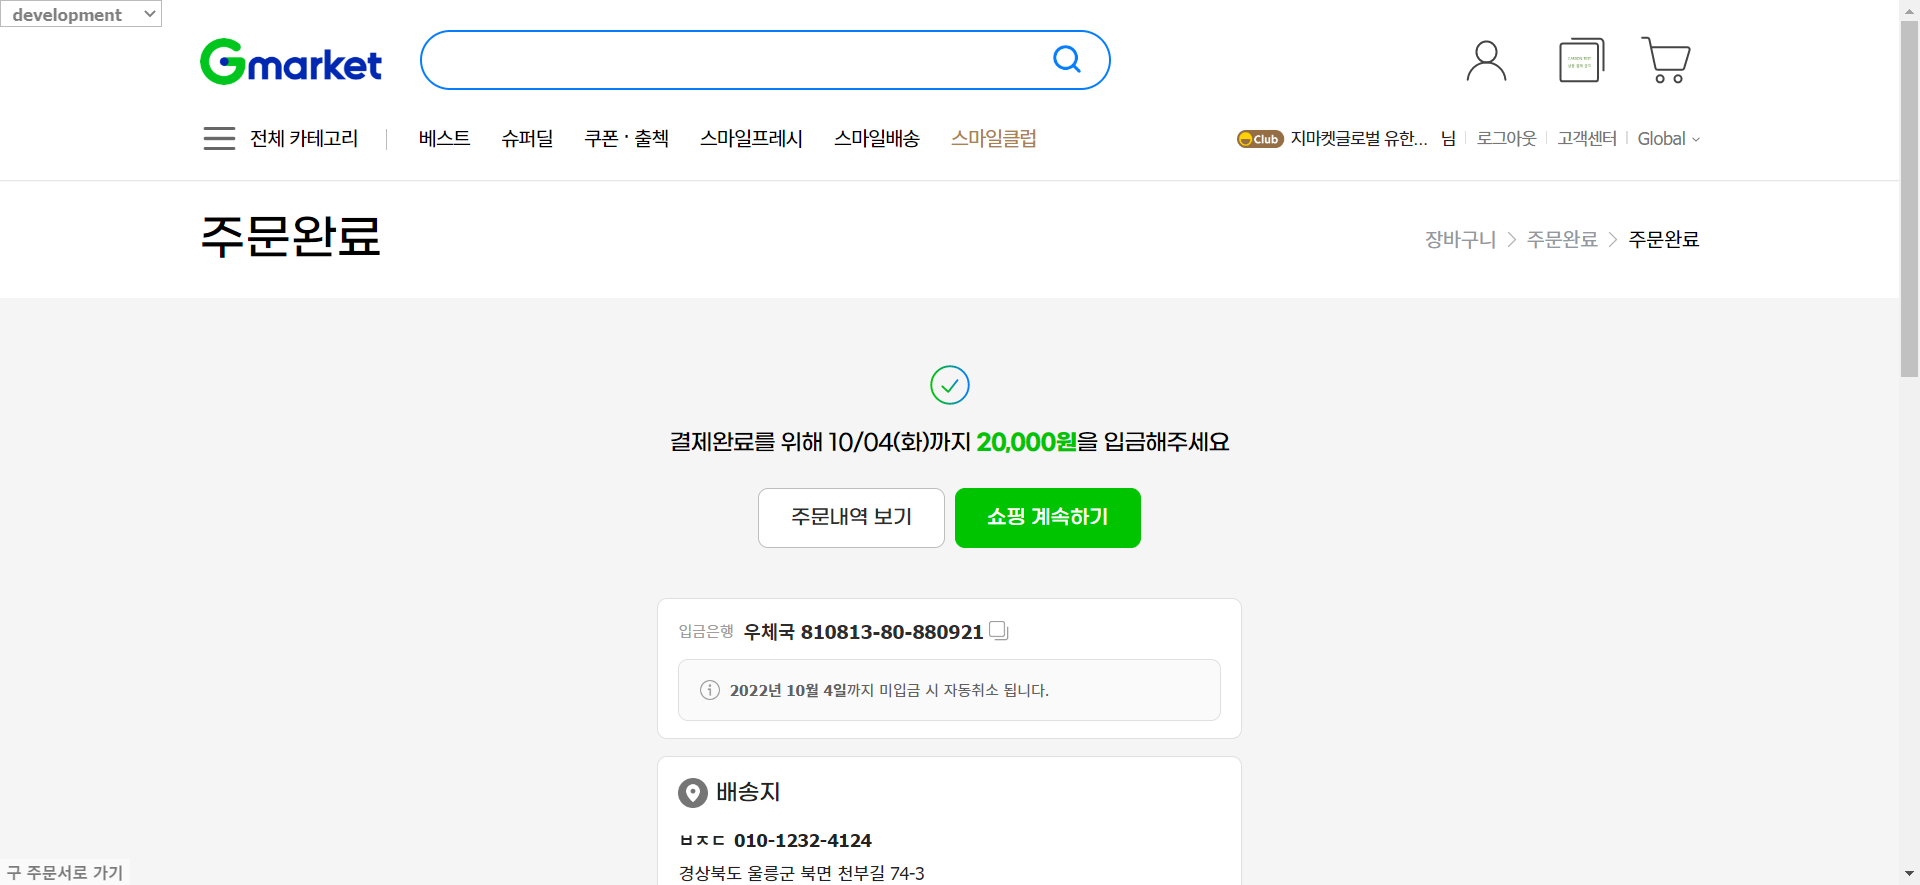 development
Gmarket
전체 카테고리
베스트 슈퍼딜 쿠폰 · 출첵 스마일프레시 스마일배송 스마일클럽
Club 지마켓글로벌 유한... 님 로그아웃 고객센터 Global
주문완료
장바구니 > 주문완료 > 주문완료
결제완료를 위해 10/04(화)까지 20,000원을 입금해주세요
주문내역 보기
쇼핑 계속하기
입금은행 우체국 810813-80-880921
2022년 10월 4일까지 미입금 시 자동취소 됩니다.
배송지
ㅂㅈㄷ 010-1232-4124
경상북도 울릉군 북면 천부길 74-3
구 주문서로 가기